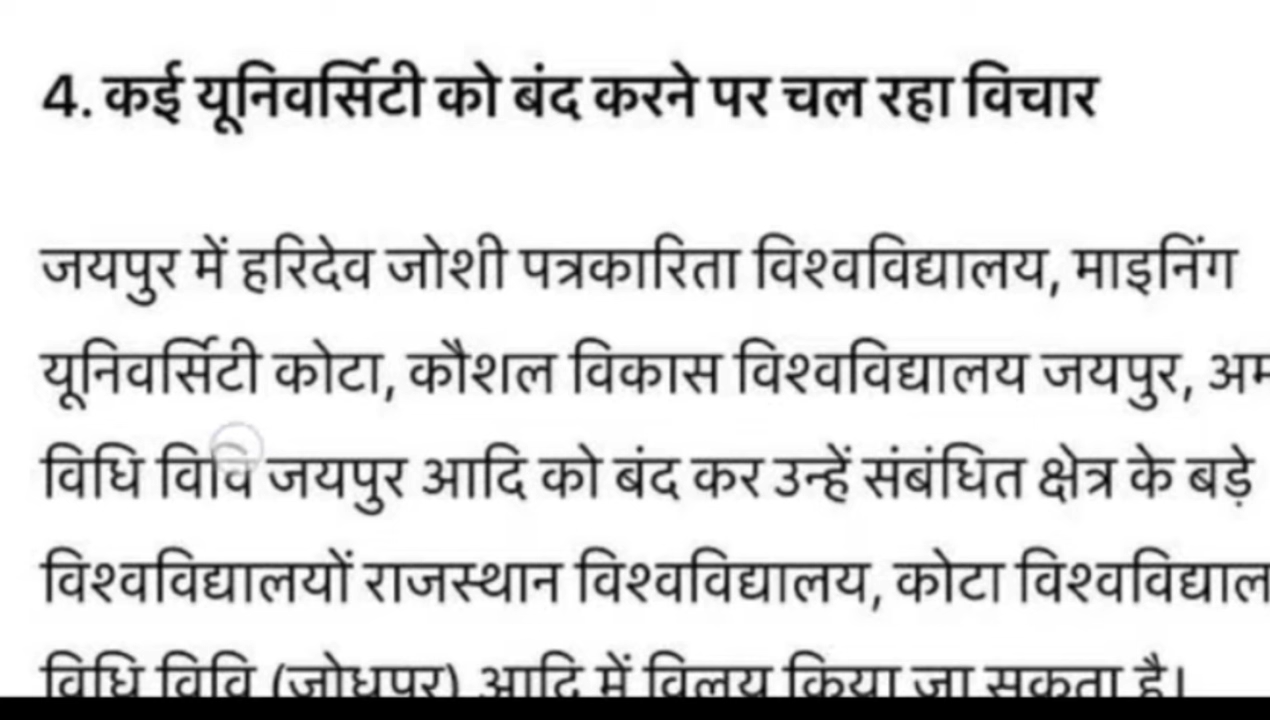 4. कई यूनिवर्सिटी को बंद करने पर चल रहा विचार
जयपुर में हरिदेव जोशी पत्रकारिता विश्वविद्यालय, माइनिंग
यूनिवर्सिटी कोटा, कौशल विकास विश्वविद्यालय जयपुर,
विधि विवि जयपुर आदि को बंद कर उन्हें संबंधित क्षेत्र के बड़े
विश्वविद्यालयों राजस्थान विश्वविद्यालय, कोटा
विधि विवि (जोधपुर) आदि में विलय किया जा सकता है।